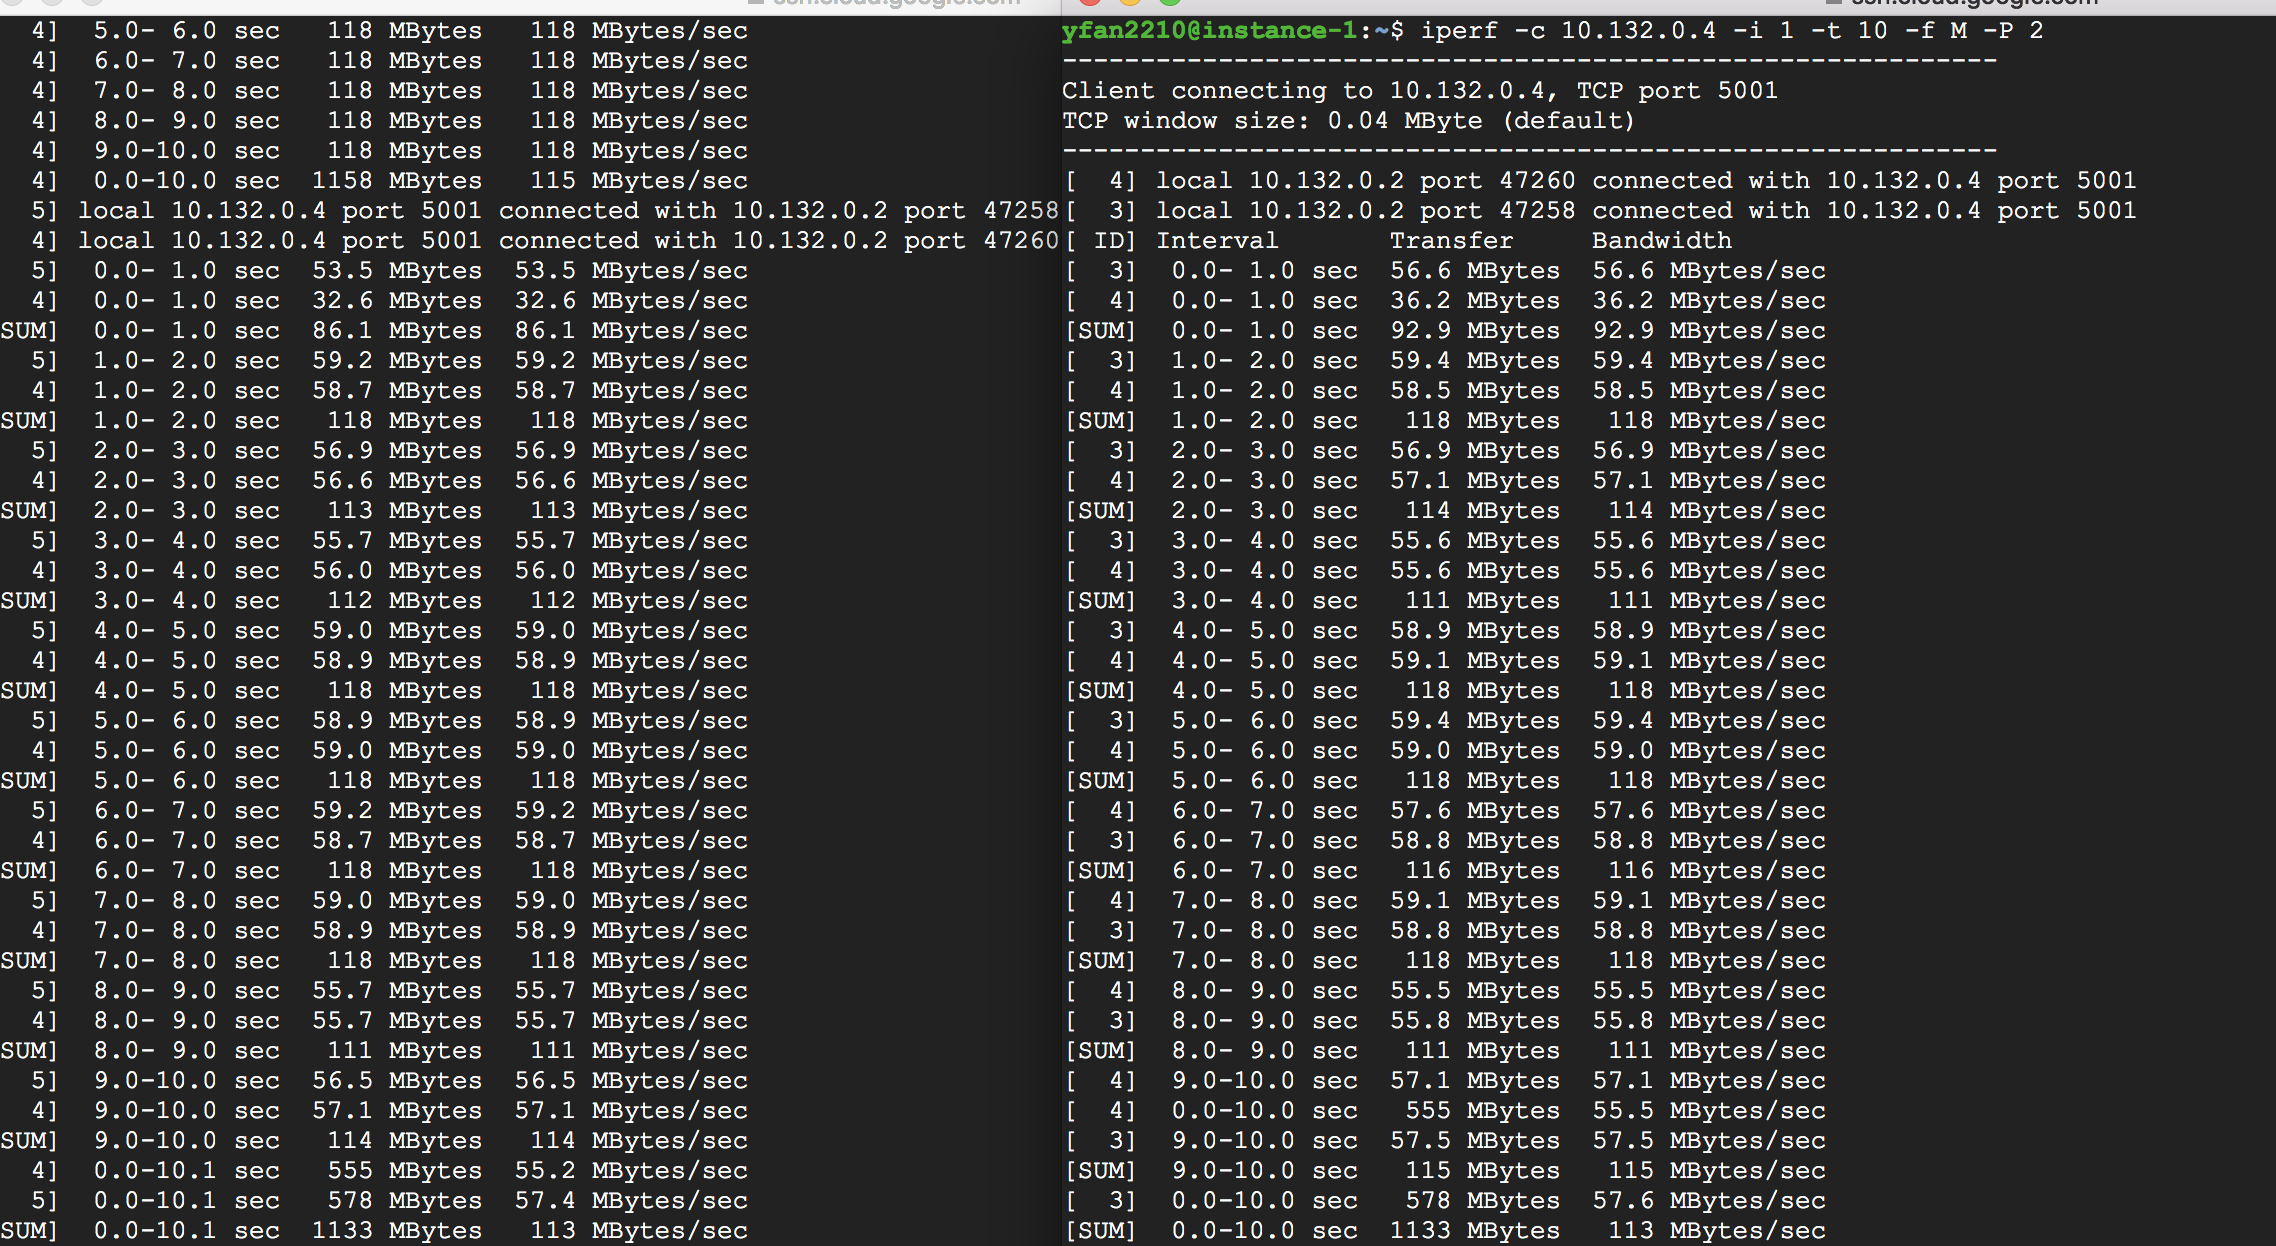 4]  5.0- 6.0 sec   118 MBytes   118 MBytes/sec
4]  6.0- 7.0 sec   118 MBytes   118 MBytes/sec
4]  7.0- 8.0 sec   118 MBytes   118 MBytes/sec
4]  8.0- 9.0 sec   118 MBytes   118 MBytes/sec
4]  9.0-10.0 sec   118 MBytes   118 MBytes/sec
4]  0.0-10.0 sec  1158 MBytes   115 MBytes/sec
5] local 10.132.0.4 port 5001 connected with 10.132.0.2 port 47258
4] local 10.132.0.4 port 5001 connected with 10.132.0.2 port 47260
5]  0.0- 1.0 sec  53.5 MBytes  53.5 MBytes/sec
4]  0.0- 1.0 sec  32.6 MBytes  32.6 MBytes/sec
SUM]  0.0- 1.0 sec  86.1 MBytes  86.1 MBytes/sec
5]  1.0- 2.0 sec  59.2 MBytes  59.2 MBytes/sec
4]  1.0- 2.0 sec  58.7 MBytes  58.7 MBytes/sec
SUM]  1.0- 2.0 sec   118 MBytes   118 MBytes/sec
5]  2.0- 3.0 sec  56.9 MBytes  56.9 MBytes/sec
4]  2.0- 3.0 sec  56.6 MBytes  56.6 MBytes/sec
SUM]  2.0- 3.0 sec   113 MBytes   113 MBytes/sec
5]  3.0- 4.0 sec  55.7 MBytes  55.7 MBytes/sec
4]  3.0- 4.0 sec  56.0 MBytes  56.0 MBytes/sec
SUM]  3.0- 4.0 sec   112 MBytes   112 MBytes/sec
5]  4.0- 5.0 sec  59.0 MBytes  59.0 MBytes/sec
4]  4.0- 5.0 sec  58.9 MBytes  58.9 MBytes/sec
SUM]  4.0- 5.0 sec   118 MBytes   118 MBytes/sec
5]  5.0- 6.0 sec  58.9 MBytes  58.9 MBytes/sec
4]  5.0- 6.0 sec  59.0 MBytes  59.0 MBytes/sec
SUM]  5.0- 6.0 sec   118 MBytes   118 MBytes/sec
5]  6.0- 7.0 sec  59.2 MBytes  59.2 MBytes/sec
4]  6.0- 7.0 sec  58.7 MBytes  58.7 MBytes/sec
SUM]  6.0- 7.0 sec   118 MBytes   118 MBytes/sec
5]  7.0- 8.0 sec  59.0 MBytes  59.0 MBytes/sec
4]  7.0- 8.0 sec  58.9 MBytes  58.9 MBytes/sec
SUM]  7.0- 8.0 sec   118 MBytes   118 MBytes/sec
5]  8.0- 9.0 sec  55.7 MBytes  55.7 MBytes/sec
4]  8.0- 9.0 sec  55.7 MBytes  55.7 MBytes/sec
SUM]  8.0- 9.0 sec   111 MBytes   111 MBytes/sec
5]  9.0-10.0 sec  56.5 MBytes  56.5 MBytes/sec
4]  9.0-10.0 sec  57.1 MBytes  57.1 MBytes/sec
SUM]  9.0-10.0 sec   114 MBytes   114 MBytes/sec
4]  0.0-10.1 sec   555 MBytes  55.2 MBytes/sec
5]  0.0-10.1 sec   578 MBytes  57.4 MBytes/sec
SUM]  0.0-10.1 sec  1133 MBytes   113 MBytes/sec
yfan2210@instance-1:~$ iperf -c 10.132.0.4 -i 1 -t 10 -f M -P 2
------------------------------------------------------------
Client connecting to 10.132.0.4, TCP port 5001
TCP window size: 0.04 MByte (default)
------------------------------------------------------------
[  4] local 10.132.0.2 port 47260 connected with 10.132.0.4 port 5001
[  3] local 10.132.0.2 port 47258 connected with 10.132.0.4 port 5001
[ ID] Interval       Transfer     Bandwidth
[  3]  0.0- 1.0 sec  56.6 MBytes  56.6 MBytes/sec
[  4]  0.0- 1.0 sec  36.2 MBytes  36.2 MBytes/sec
[SUM]  0.0- 1.0 sec  92.9 MBytes  92.9 MBytes/sec
[  3]  1.0- 2.0 sec  59.4 MBytes  59.4 MBytes/sec
[  4]  1.0- 2.0 sec  58.5 MBytes  58.5 MBytes/sec
[SUM]  1.0- 2.0 sec   118 MBytes   118 MBytes/sec
[  3]  2.0- 3.0 sec  56.9 MBytes  56.9 MBytes/sec
[  4]  2.0- 3.0 sec  57.1 MBytes  57.1 MBytes/sec
[SUM]  2.0- 3.0 sec   114 MBytes   114 MBytes/sec
[  3]  3.0- 4.0 sec  55.6 MBytes  55.6 MBytes/sec
[  4]  3.0- 4.0 sec  55.6 MBytes  55.6 MBytes/sec
[SUM]  3.0- 4.0 sec   111 MBytes   111 MBytes/sec
[  3]  4.0- 5.0 sec  58.9 MBytes  58.9 MBytes/sec
[  4]  4.0- 5.0 sec  59.1 MBytes  59.1 MBytes/sec
[SUM]  4.0- 5.0 sec   118 MBytes   118 MBytes/sec
[  3]  5.0- 6.0 sec  59.4 MBytes  59.4 MBytes/sec
[  4]  5.0- 6.0 sec  59.0 MBytes  59.0 MBytes/sec
[SUM]  5.0- 6.0 sec   118 MBytes   118 MBytes/sec
[  4]  6.0- 7.0 sec  57.6 MBytes  57.6 MBytes/sec
[  3]  6.0- 7.0 sec  58.8 MBytes  58.8 MBytes/sec
[SUM]  6.0- 7.0 sec   116 MBytes   116 MBytes/sec
[  4]  7.0- 8.0 sec  59.1 MBytes  59.1 MBytes/sec
[  3]  7.0- 8.0 sec  58.8 MBytes  58.8 MBytes/sec
[SUM]  7.0- 8.0 sec   118 MBytes   118 MBytes/sec
[  4]  8.0- 9.0 sec  55.5 MBytes  55.5 MBytes/sec
[  3]  8.0- 9.0 sec  55.8 MBytes  55.8 MBytes/sec
[SUM]  8.0- 9.0 sec   111 MBytes   111 MBytes/sec
[  4]  9.0-10.0 sec  57.1 MBytes  57.1 MBytes/sec
[  4]  0.0-10.0 sec   555 MBytes  55.5 MBytes/sec
[  3]  9.0-10.0 sec  57.5 MBytes  57.5 MBytes/sec
[SUM]  9.0-10.0 sec   115 MBytes   115 MBytes/sec
[  3]  0.0-10.0 sec   578 MBytes  57.6 MBytes/sec
[SUM]  0.0-10.0 sec  1133 MBytes   113 MBytes/sec